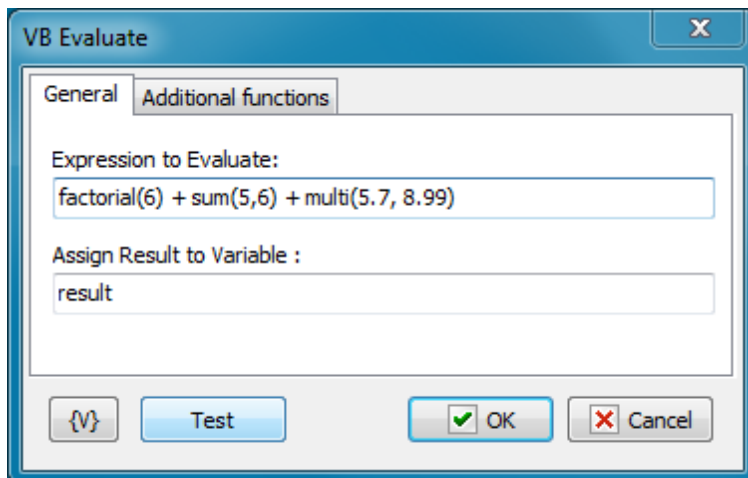 VB Evaluate
General Additional functions
Expression to Evaluate:
factorial(6) + sum(5,6) + multi(5.7, 8.99)
Assign Result to Variable :
result
{V} Test OK Cancel